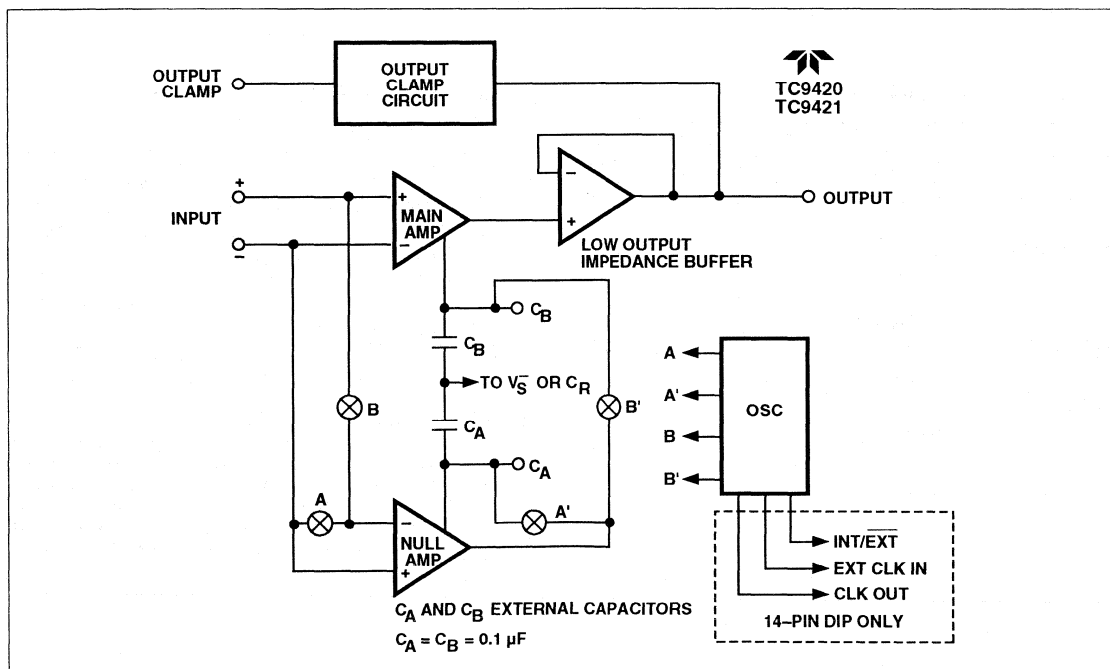 OUTPUT
CLAMP
OUTPUT
CLAMP
CIRCUIT
TC9420
TC9421
+
INPUT
–
+
MAIN
AMP
–
–
+
OUTPUT
LOW OUTPUT
IMPEDANCE BUFFER
C_B
C_B
TO V_S̅ OR C_R
B
B'
C_A
C_A
A
A'
–
NULL
AMP
+
A
A'
B
B'
OSC
INT/E̅X̅T̅
EXT CLK IN
CLK OUT
14–PIN DIP ONLY
C_A AND C_B EXTERNAL CAPACITORS
C_A = C_B = 0.1 µF